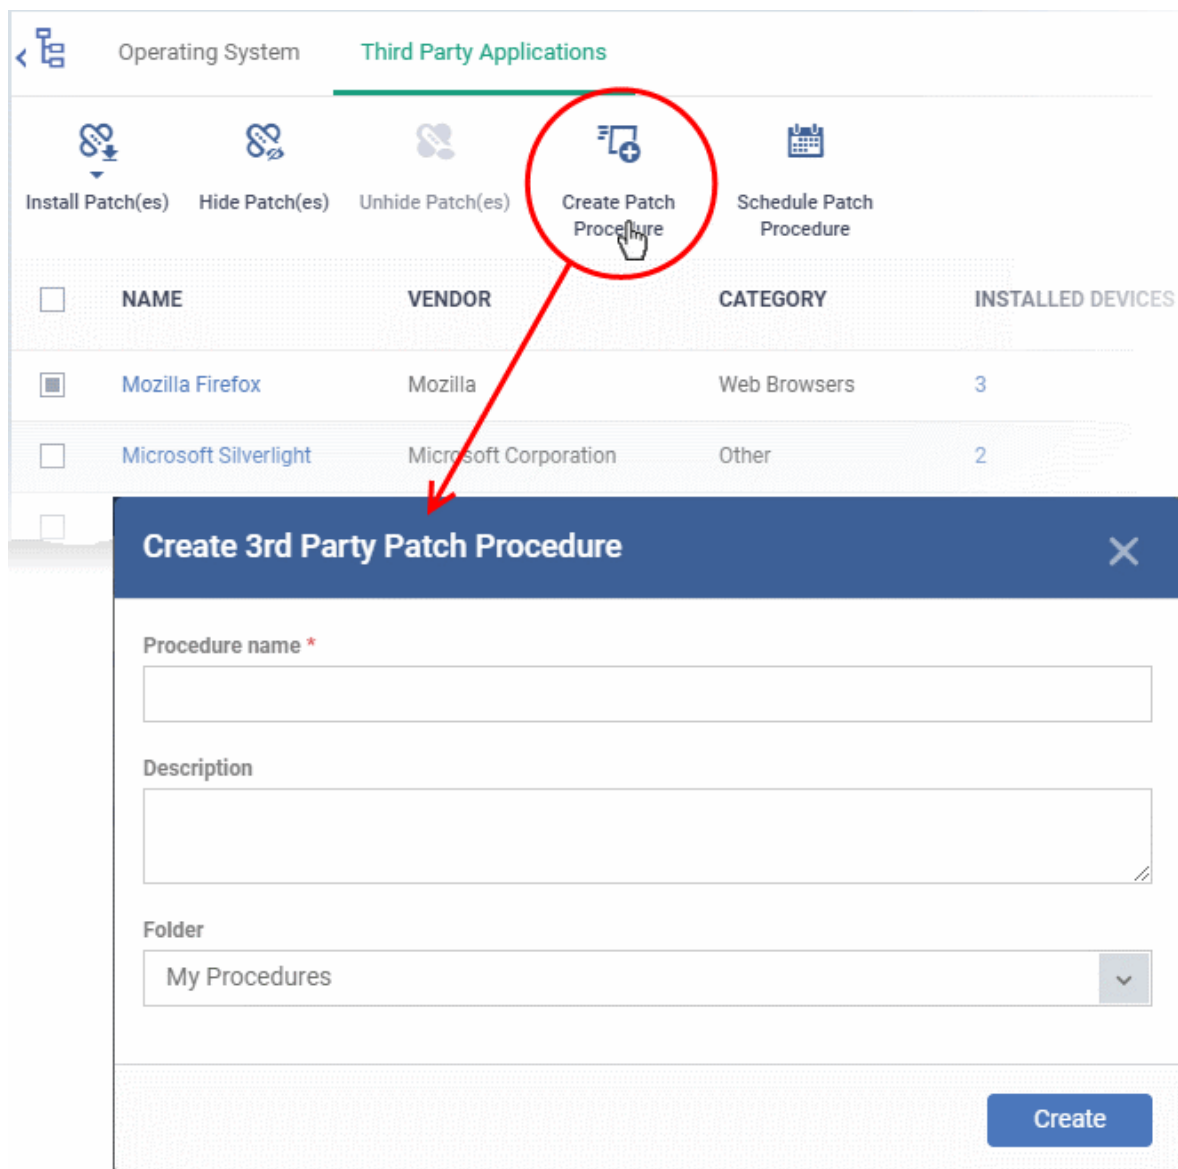 Operating System Third Party Applications
Install Patch(es) Hide Patch(es) Unhide Patch(es) Create Patch Procedure Schedule Patch Procedure
NAME VENDOR CATEGORY INSTALLED DEVICES
Mozilla Firefox Mozilla Web Browsers 3
Microsoft Silverlight Microsoft Corporation Other 2
Create 3rd Party Patch Procedure
Procedure name *
Description
Folder
My Procedures
Create